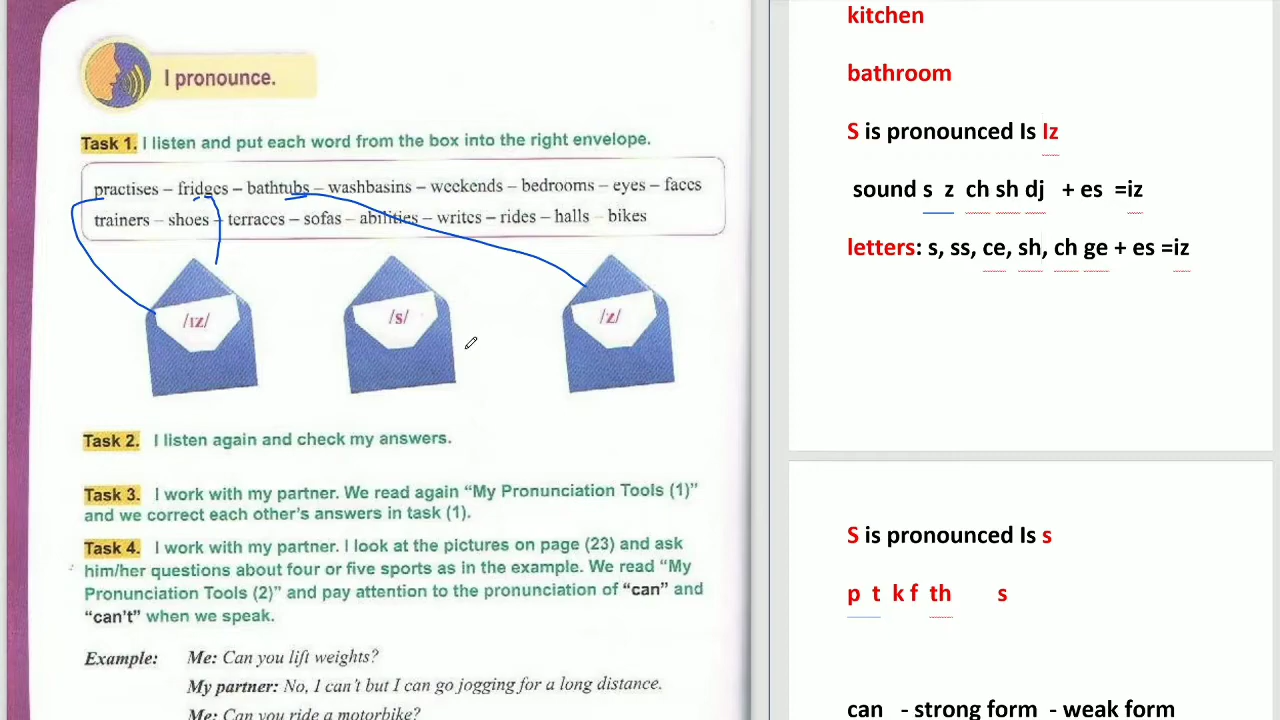 I pronounce.
Task 1. I listen and put each word from the box into the right envelope.
practises – fridges – bathtubs – washbasins – weekends – bedrooms – eyes – faces
trainers – shoes – terraces – sofas – abilities – writes – rides – halls – bikes
/ɪz/
/s/
/z/
Task 2. I listen again and check my answers.
Task 3. I work with my partner. We read again “My Pronunciation Tools (1)”
and we correct each other's answers in task (1).
Task 4. I work with my partner. I look at the pictures on page (23) and ask
him/her questions about four or five sports as in the example. We read “My
Pronunciation Tools (2)” and pay attention to the pronunciation of “can” and
“can't” when we speak.
Example: Me: Can you lift weights?
My partner: No, I can't but I can go jogging for a long distance.
Me: Can you ride a motorbike?
kitchen
bathroom
S is pronounced Is Iz
sound s z ch sh dj + es =iz
letters: s, ss, ce, sh, ch ge + es =iz
S is pronounced Is s
p t k f th s
can - strong form - weak form